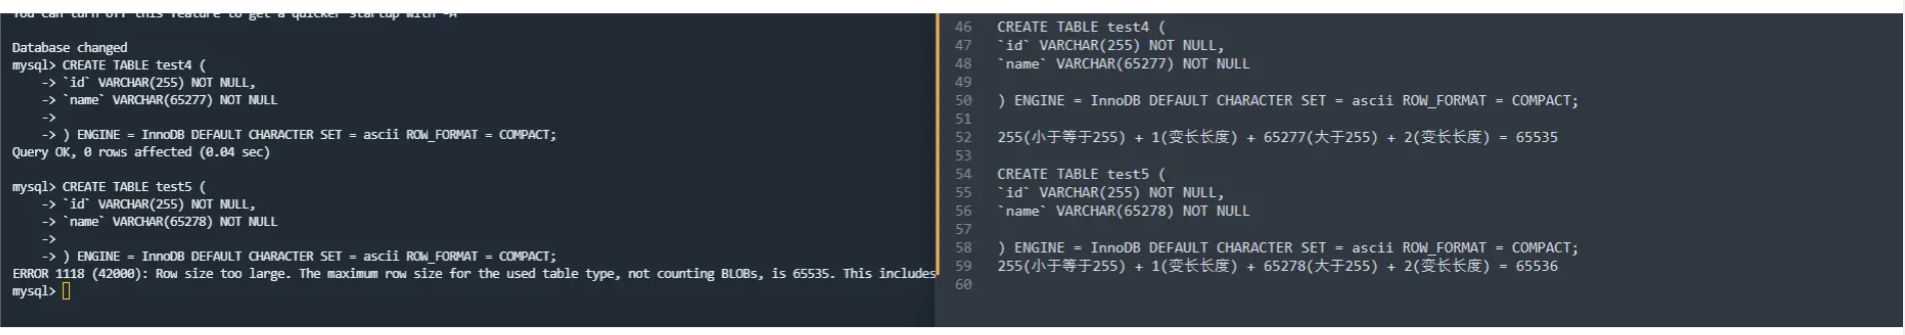 You can turn off this feature to get a quicker startup with -A
Database changed
mysql> CREATE TABLE test4 (
    -> `id` VARCHAR(255) NOT NULL,
    -> `name` VARCHAR(65277) NOT NULL
    ->
    -> ) ENGINE = InnoDB DEFAULT CHARACTER SET = ascii ROW_FORMAT = COMPACT;
Query OK, 0 rows affected (0.04 sec)
mysql> CREATE TABLE test5 (
    -> `id` VARCHAR(255) NOT NULL,
    -> `name` VARCHAR(65278) NOT NULL
    ->
    -> ) ENGINE = InnoDB DEFAULT CHARACTER SET = ascii ROW_FORMAT = COMPACT;
ERROR 1118 (42000): Row size too large. The maximum row size for the used table type, not counting BLOBs, is 65535. This includes
mysql>
46 CREATE TABLE test4 (
47 `id` VARCHAR(255) NOT NULL,
48 `name` VARCHAR(65277) NOT NULL
49
50 ) ENGINE = InnoDB DEFAULT CHARACTER SET = ascii ROW_FORMAT = COMPACT;
51
52 255(小于等于255) + 1(变长长度) + 65277(大于255) + 2(变长长度) = 65535
53
54 CREATE TABLE test5 (
55 `id` VARCHAR(255) NOT NULL,
56 `name` VARCHAR(65278) NOT NULL
57
58 ) ENGINE = InnoDB DEFAULT CHARACTER SET = ascii ROW_FORMAT = COMPACT;
59 255(小于等于255) + 1(变长长度) + 65278(大于255) + 2(变长长度) = 65536
60